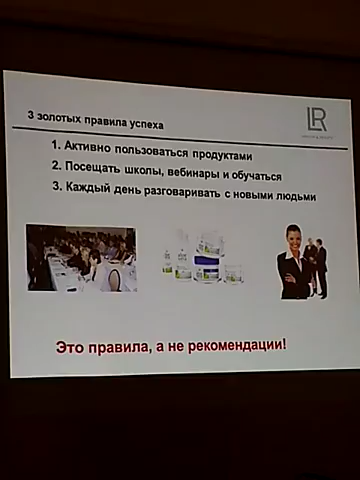 3 золотых правила успеха
LR
1. Активно пользоваться продуктами
2. Посещать школы, вебинары и обучаться
3. Каждый день разговаривать с новыми людьми
Это правила, а не рекомендации!